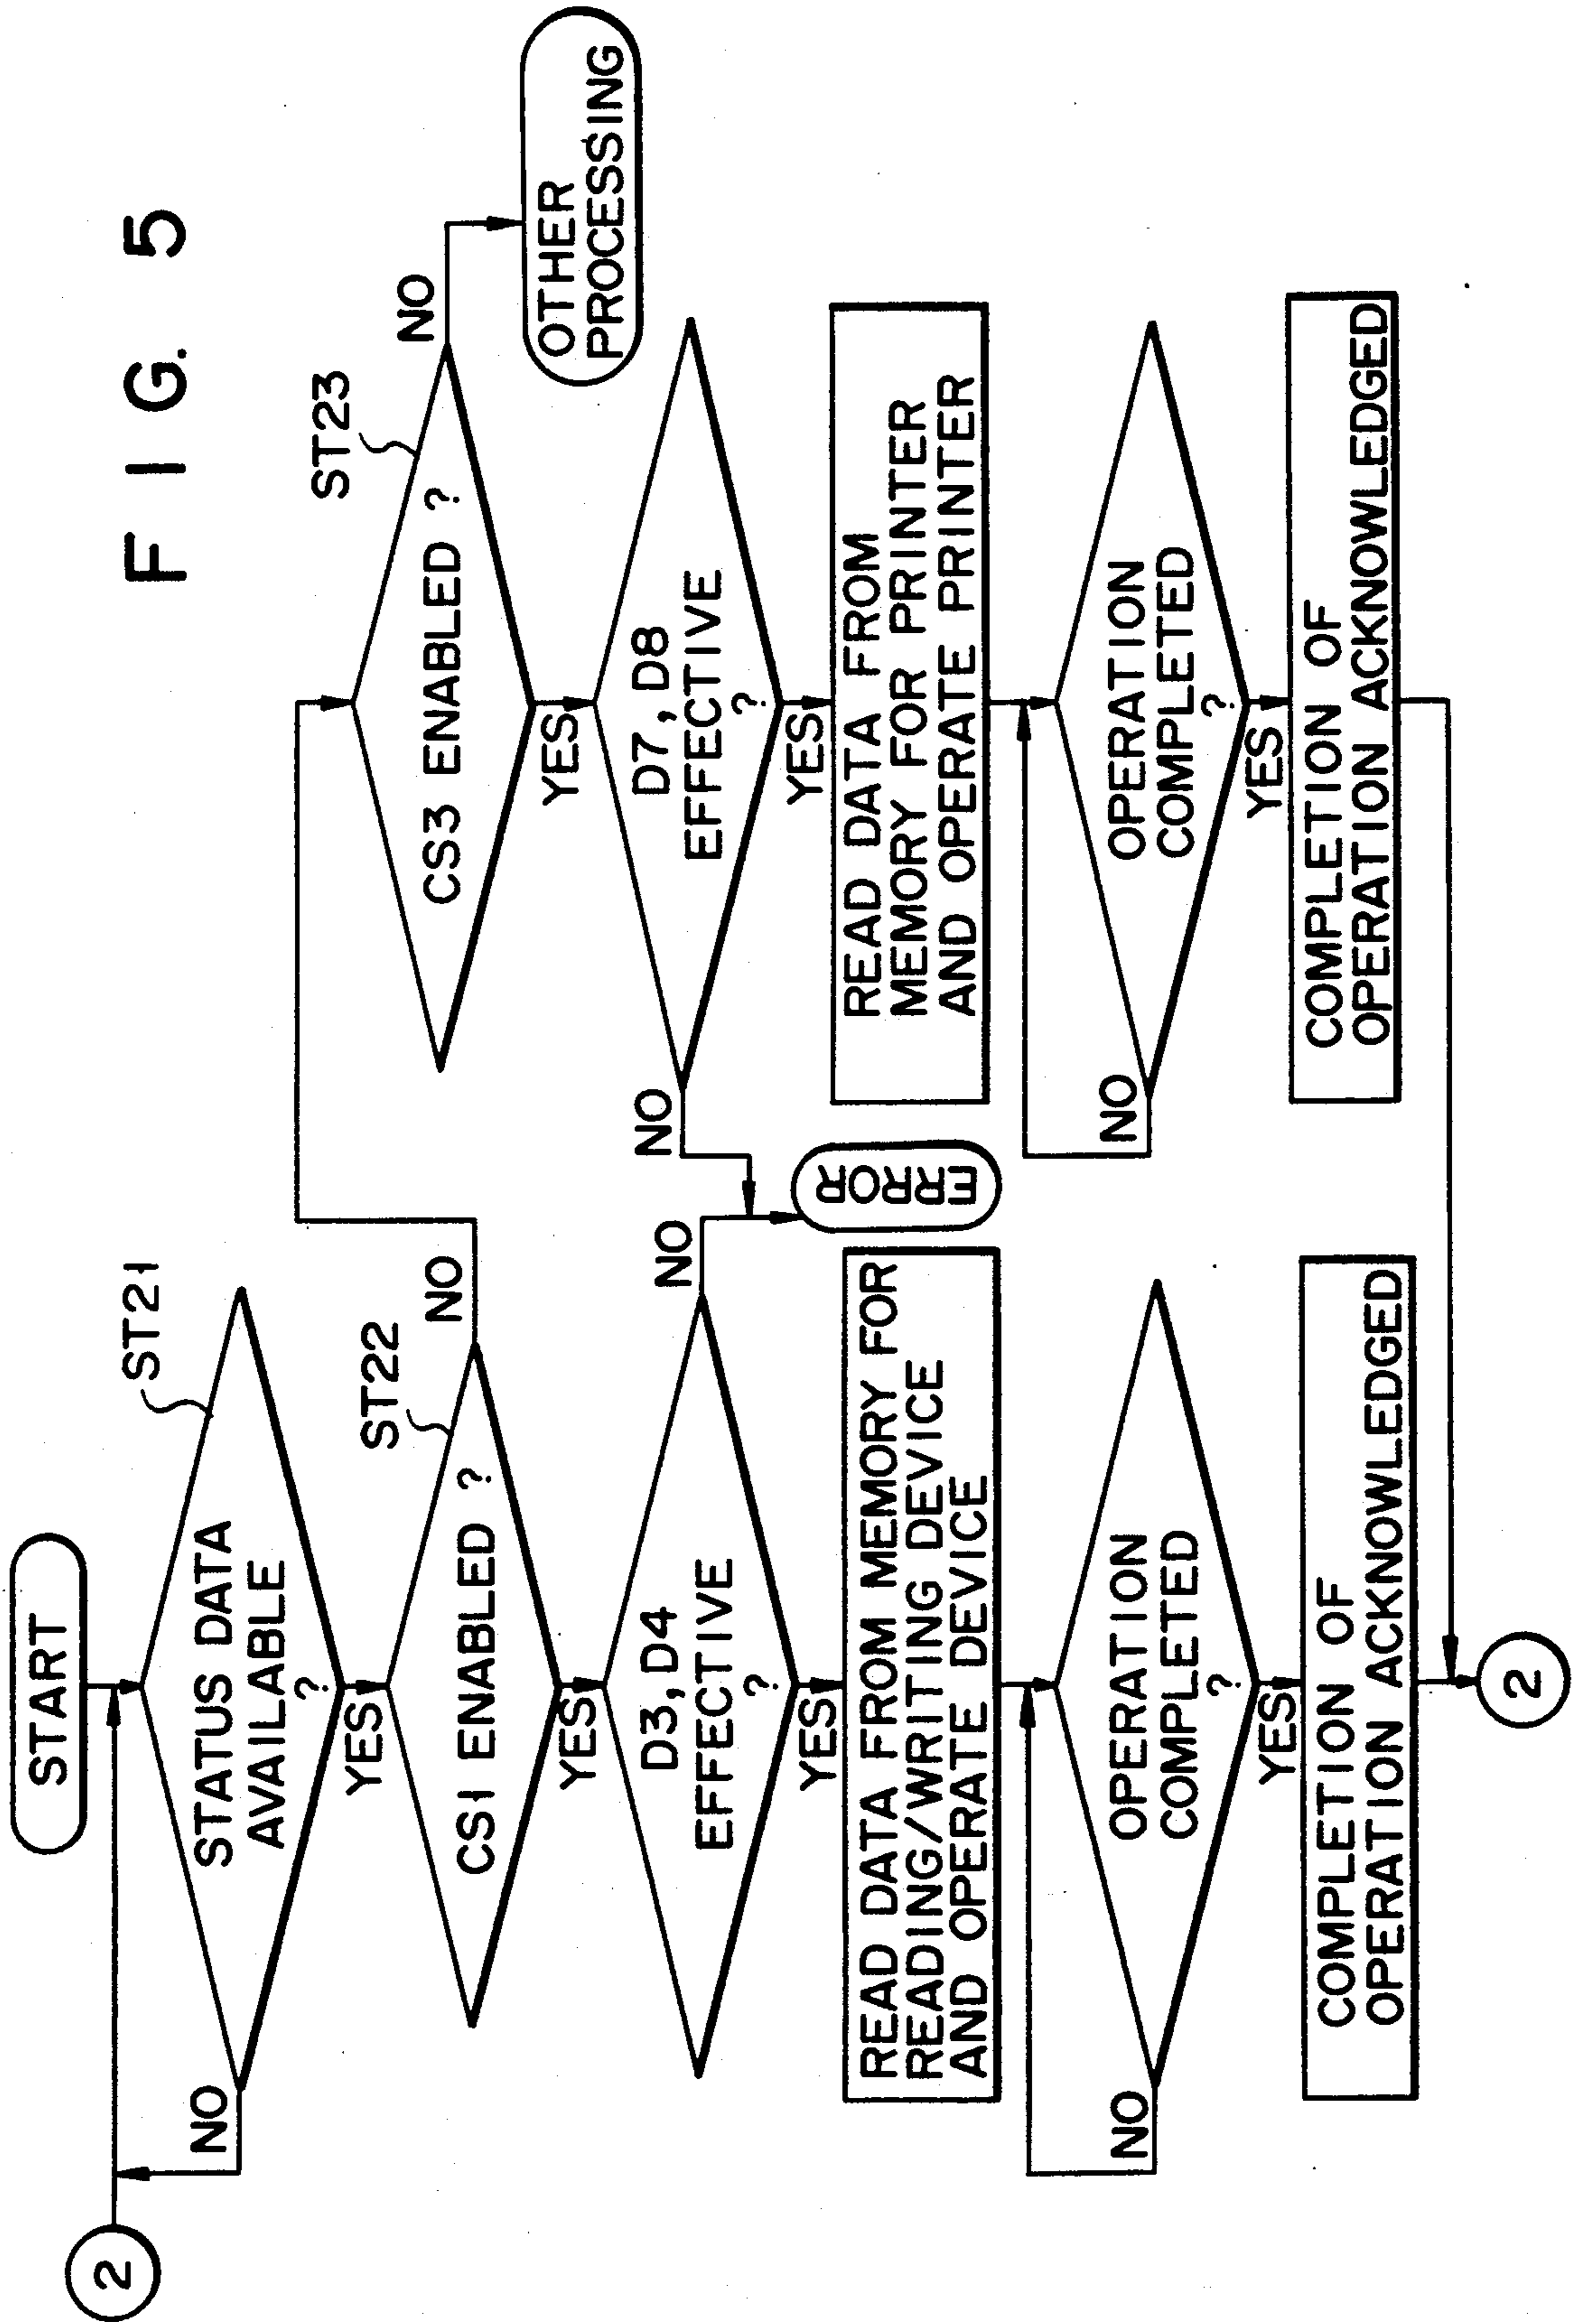 F I G. 5
START
2
STATUS DATA
AVAILABLE
?
ST21
NO
YES
CS1 ENABLED ?
ST22
NO
YES
D3, D4
EFFECTIVE
?
NO
YES
READ DATA FROM MEMORY FOR
READING/WRITING DEVICE
AND OPERATE DEVICE
OPERATION
COMPLETED
?
NO
YES
COMPLETION OF
OPERATION ACKNOWLEDGED
2
CS3 ENABLED ?
ST23
NO
OTHER
PROCESSING
YES
D7, D8
EFFECTIVE
?
NO
ERROR
YES
READ DATA FROM
MEMORY FOR PRINTER
AND OPERATE PRINTER
OPERATION
COMPLETED
?
NO
YES
COMPLETION OF
OPERATION ACKNOWLEDGED